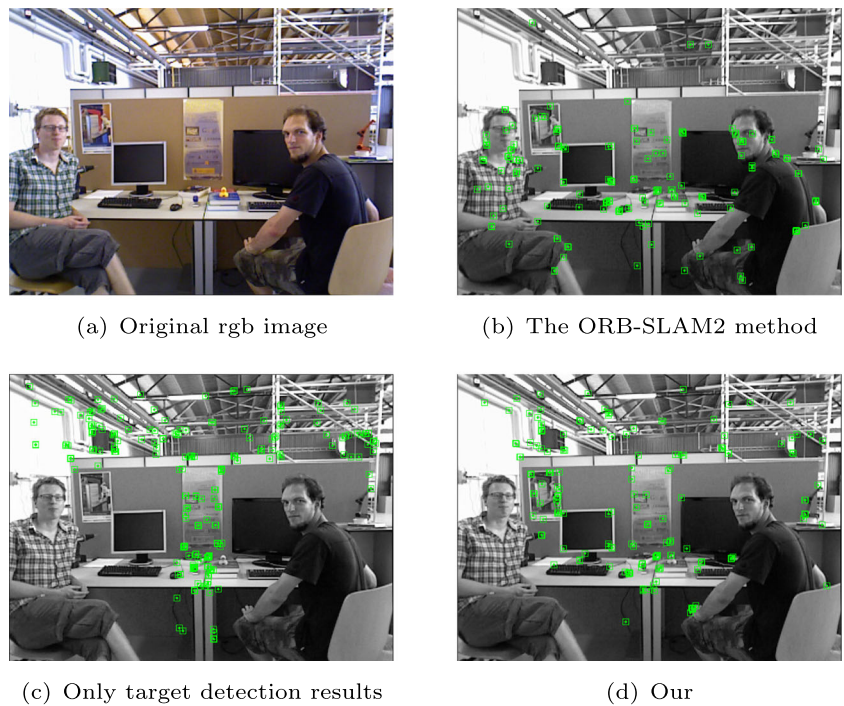 (a) Original rgb image
(b) The ORB-SLAM2 method
(c) Only target detection results
(d) Our